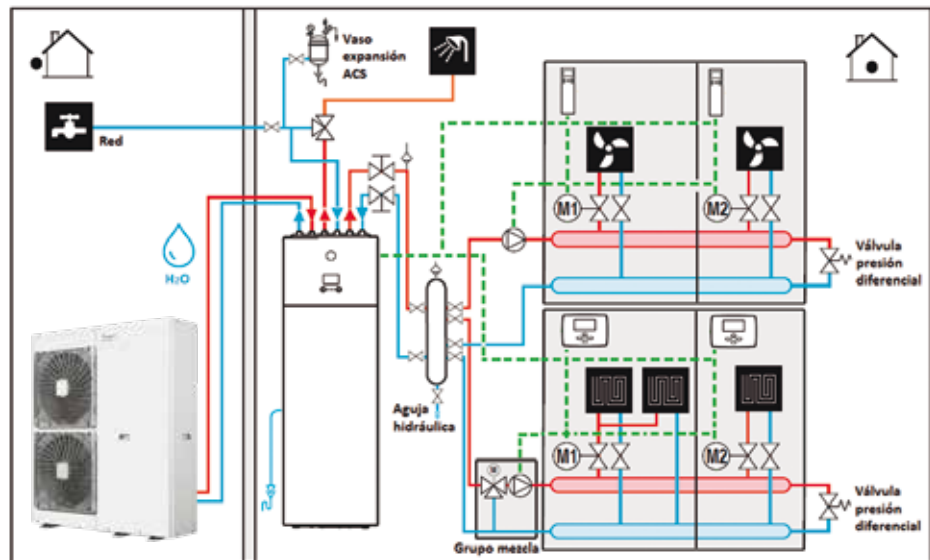 Vaso
expansión
ACS
Red
H₂O
M1
M2
Válvula
presión
diferencial
Aguja
hidráulica
M1
M2
Grupo mezcla
Válvula
presión
diferencial